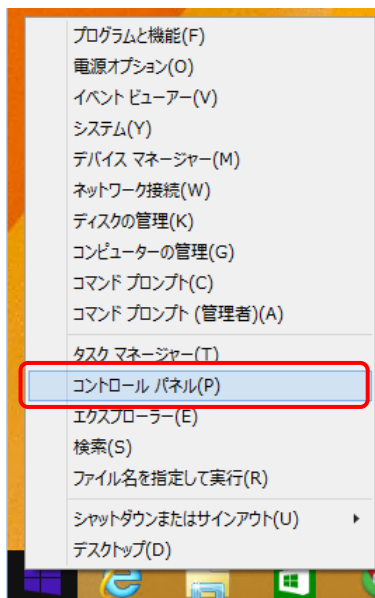 プログラムと機能(F)
電源オプション(O)
イベント ビューアー(V)
システム(Y)
デバイス マネージャー(M)
ネットワーク接続(W)
ディスクの管理(K)
コンピューターの管理(G)
コマンド プロンプト(C)
コマンド プロンプト (管理者)(A)
タスク マネージャー(T)
コントロール パネル(P)
エクスプローラー(E)
検索(S)
ファイル名を指定して実行(R)
シャットダウンまたはサインアウト(U)
デスクトップ(D)